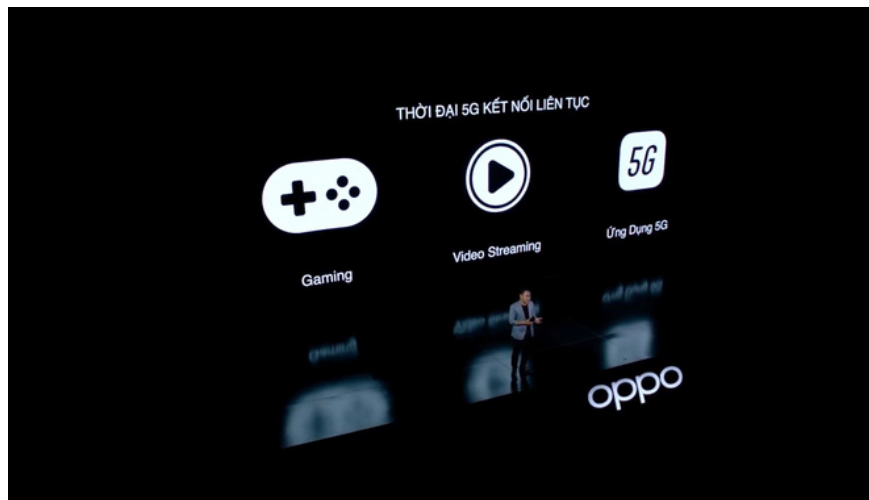 THỜI ĐẠI 5G KẾT NỐI LIÊN TỤC
5G
Gaming
Video Streaming
Ứng Dụng 5G
oppo